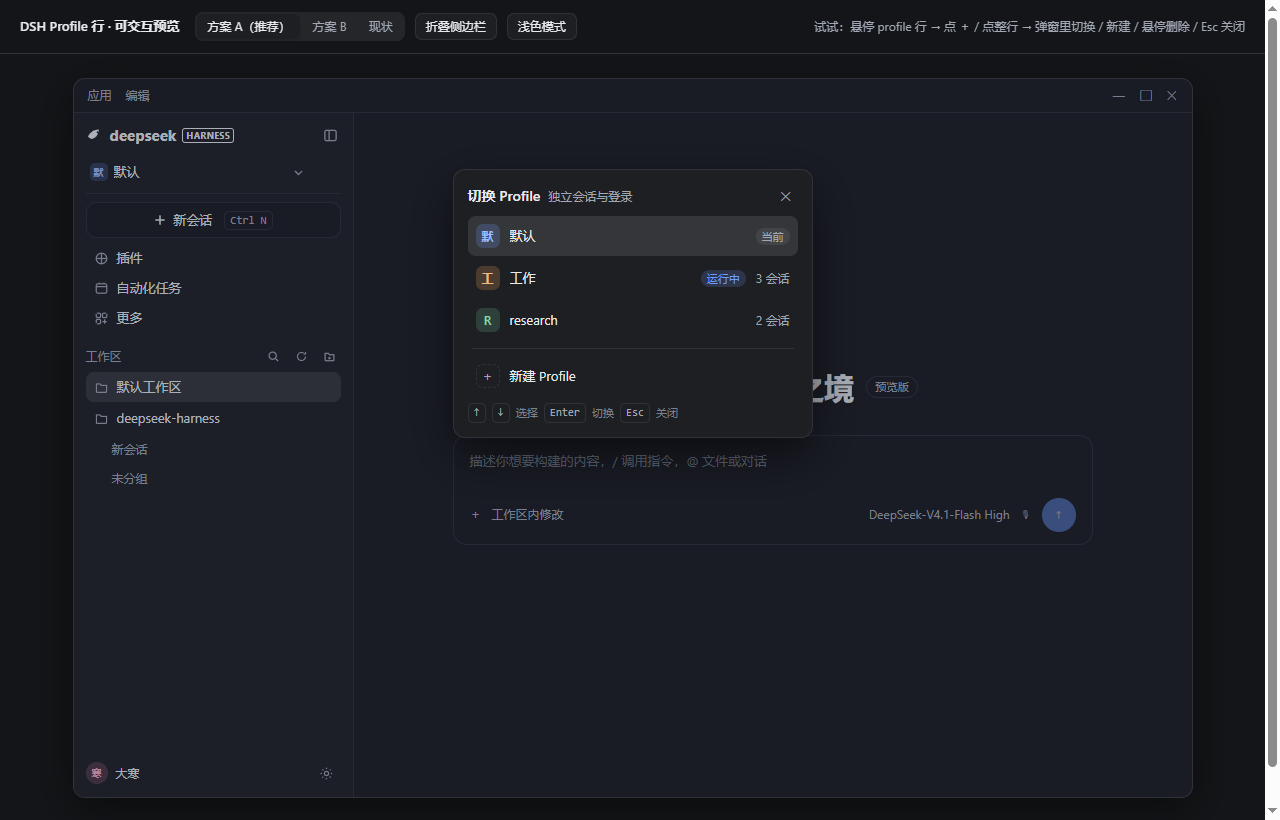 DSH Profile 行 · 可交互预览 方案 A（推荐） 方案 B 现状 折叠侧边栏 浅色模式 试试：悬停 profile 行 → 点 + / 点整行 → 弹窗里切换 / 新建 / 悬停删除 / Esc 关闭
应用 编辑
deepseek HARNESS
默 默认
+ 新会话 Ctrl N
插件
自动化任务
更多
工作区
默认工作区
deepseek-harness
新会话
未分组
寒 大寒
切换 Profile 独立会话与登录
默 默认 当前
工 工作 运行中 3 会话
R research 2 会话
+ 新建 Profile
↑ ↓ 选择 Enter 切换 Esc 关闭
之境 预览版
描述你想要构建的内容，/ 调用指令，@ 文件或对话
+ 工作区内修改 DeepSeek-V4.1-Flash High ↑